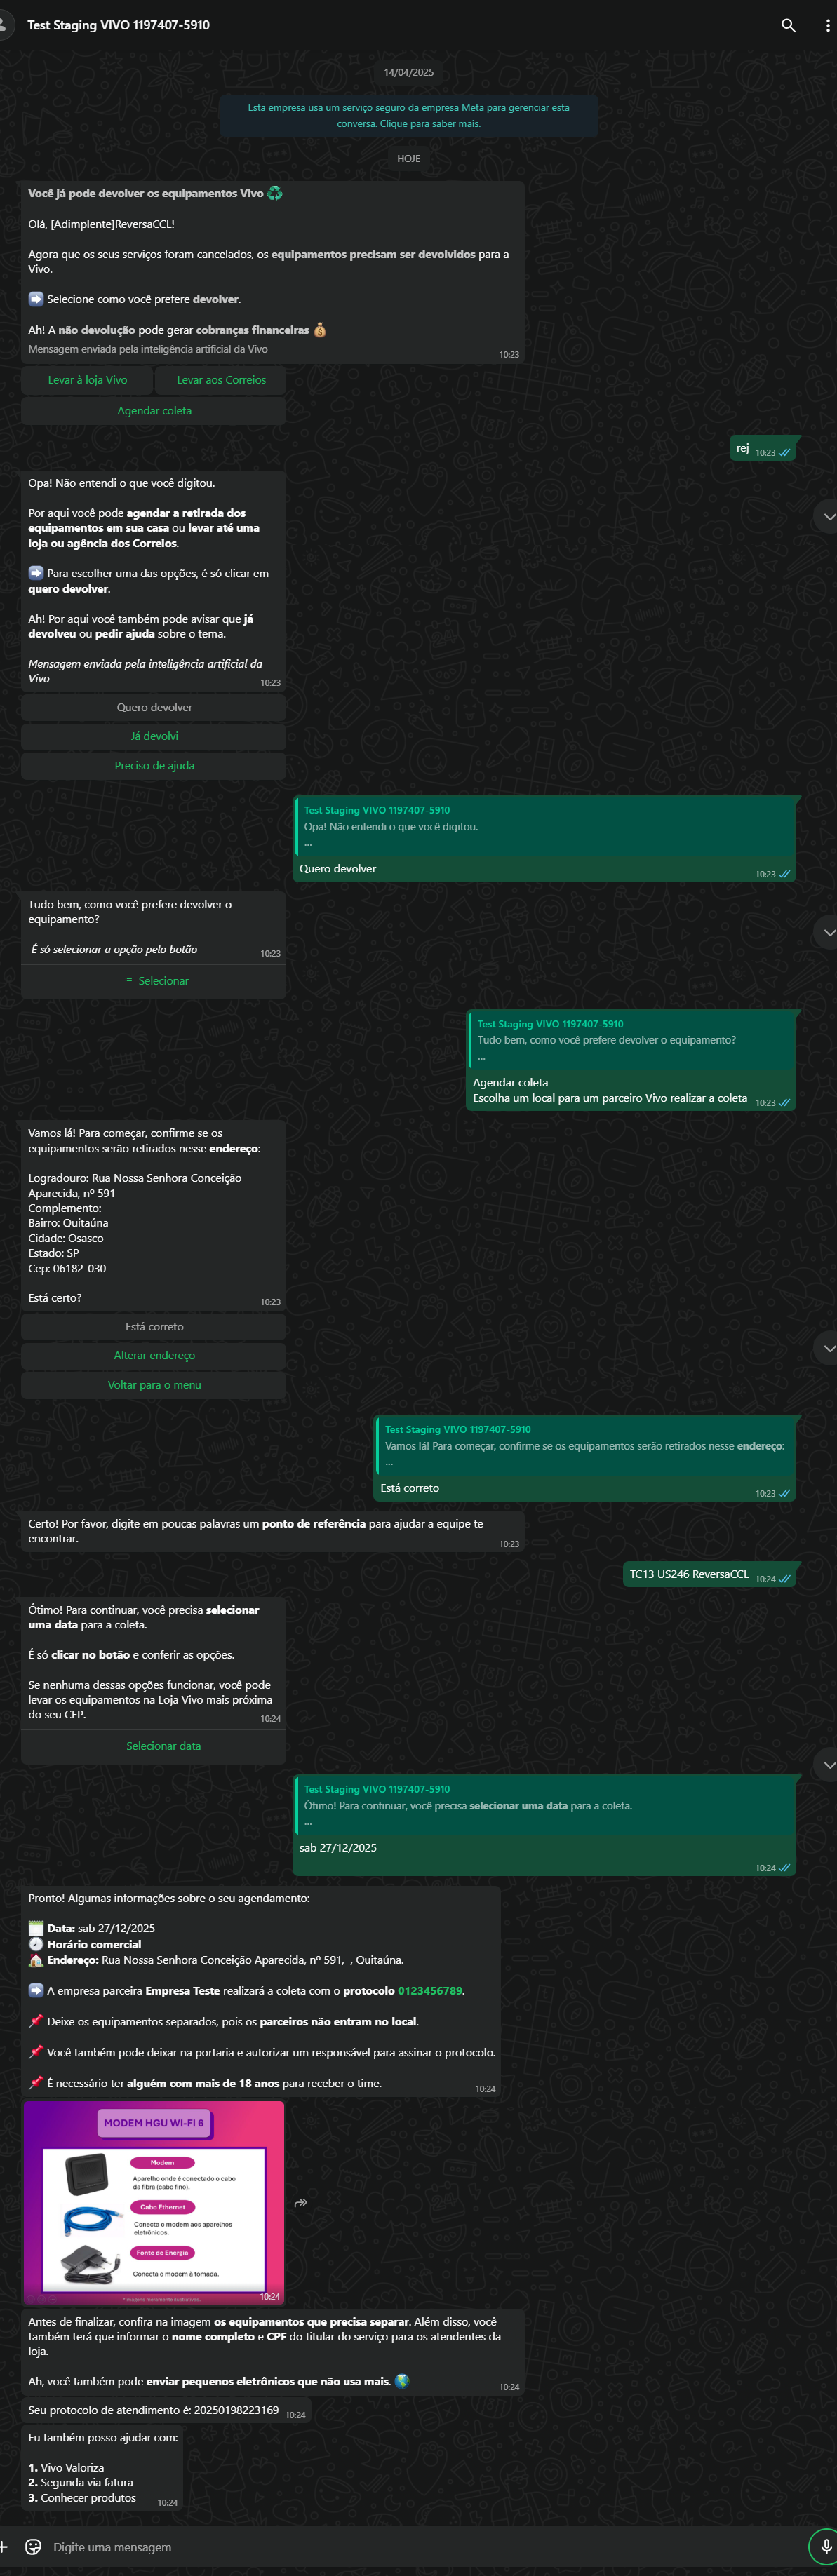 Test Staging VIVO 1197407-5910
14/04/2025
Esta empresa usa um serviço seguro da empresa Meta para gerenciar esta
conversa. Clique para saber mais.
HOJE
Você já pode devolver os equipamentos Vivo ♻️
Olá, [Adimplente]ReversaCCL!
Agora que os seus serviços foram cancelados, os equipamentos precisam ser devolvidos para a
Vivo.
➡️ Selecione como você prefere devolver.
Ah! A não devolução pode gerar cobranças financeiras 💰
Mensagem enviada pela inteligência artificial da Vivo
10:23
Levar à loja Vivo
Levar aos Correios
Agendar coleta
rej 10:23
Opa! Não entendi o que você digitou.
Por aqui você pode agendar a retirada dos
equipamentos em sua casa ou levar até uma
loja ou agência dos Correios.
➡️ Para escolher uma das opções, é só clicar em
quero devolver.
Ah! Por aqui você também pode avisar que já
devolveu ou pedir ajuda sobre o tema.
Mensagem enviada pela inteligência artificial da
Vivo
10:23
Quero devolver
Já devolvi
Preciso de ajuda
Test Staging VIVO 1197407-5910
Opa! Não entendi o que você digitou.
...
Quero devolver
10:23
Tudo bem, como você prefere devolver o
equipamento?
É só selecionar a opção pelo botão
10:23
Selecionar
Test Staging VIVO 1197407-5910
Tudo bem, como você prefere devolver o equipamento?
...
Agendar coleta
Escolha um local para um parceiro Vivo realizar a coleta 10:23
Vamos lá! Para começar, confirme se os
equipamentos serão retirados nesse endereço:
Logradouro: Rua Nossa Senhora Conceição
Aparecida, nº 591
Complemento:
Bairro: Quitaúna
Cidade: Osasco
Estado: SP
Cep: 06182-030
Está certo?
10:23
Está correto
Alterar endereço
Voltar para o menu
Test Staging VIVO 1197407-5910
Vamos lá! Para começar, confirme se os equipamentos serão retirados nesse endereço:
...
Está correto
10:23
Certo! Por favor, digite em poucas palavras um ponto de referência para ajudar a equipe te
encontrar.
10:23
TC13 US246 ReversaCCL 10:24
Ótimo! Para continuar, você precisa selecionar
uma data para a coleta.
É só clicar no botão e conferir as opções.
Se nenhuma dessas opções funcionar, você pode
levar os equipamentos na Loja Vivo mais próxima
do seu CEP.
10:24
Selecionar data
Test Staging VIVO 1197407-5910
Ótimo! Para continuar, você precisa selecionar uma data para a coleta.
...
sab 27/12/2025
10:24
Pronto! Algumas informações sobre o seu agendamento:
Data: sab 27/12/2025
Horário comercial
Endereço: Rua Nossa Senhora Conceição Aparecida, nº 591, , Quitaúna.
➡️ A empresa parceira Empresa Teste realizará a coleta com o protocolo 0123456789.
📌 Deixe os equipamentos separados, pois os parceiros não entram no local.
📌 Você também pode deixar na portaria e autorizar um responsável para assinar o protocolo.
📌 É necessário ter alguém com mais de 18 anos para receber o time.
10:24
MODEM HGU WI-FI 6
Modem
Aparelho onde é conectado o cabo
da fibra (cabo fino).
Cabo Ethernet
Conecta o modem aos aparelhos
eletrônicos.
Fonte de Energia
Conecta o modem à tomada.
*Imagens meramente ilustrativas.
10:24
Antes de finalizar, confira na imagem os equipamentos que precisa separar. Além disso, você
também terá que informar o nome completo e CPF do titular do serviço para os atendentes da
loja.
Ah, você também pode enviar pequenos eletrônicos que não usa mais. 🌎
10:24
Seu protocolo de atendimento é: 20250198223169 10:24
Eu também posso ajudar com:
1. Vivo Valoriza
2. Segunda via fatura
3. Conhecer produtos
10:24
Digite uma mensagem